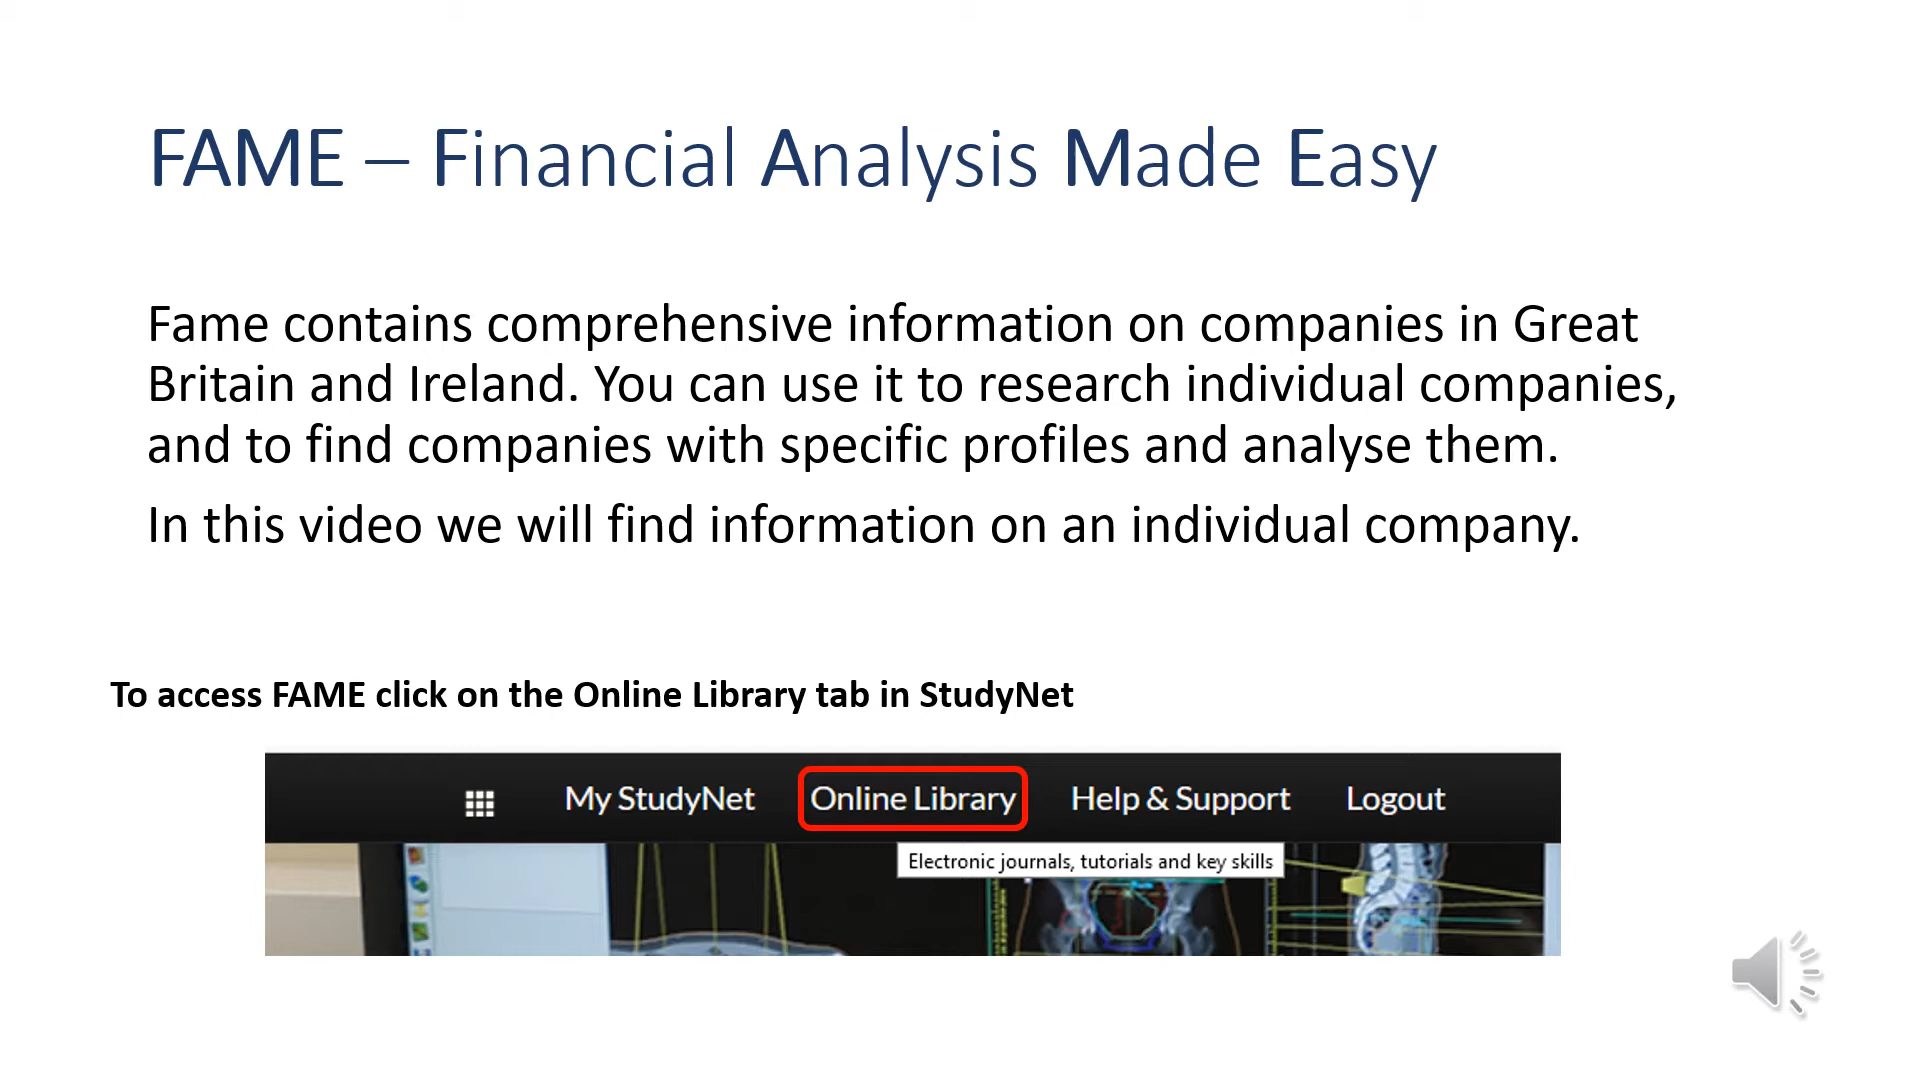 FAME – Financial Analysis Made Easy
Fame contains comprehensive information on companies in Great
Britain and Ireland. You can use it to research individual companies,
and to find companies with specific profiles and analyse them.
In this video we will find information on an individual company.
To access FAME click on the Online Library tab in StudyNet
My StudyNet Online Library Help & Support Logout
Electronic journals, tutorials and key skills